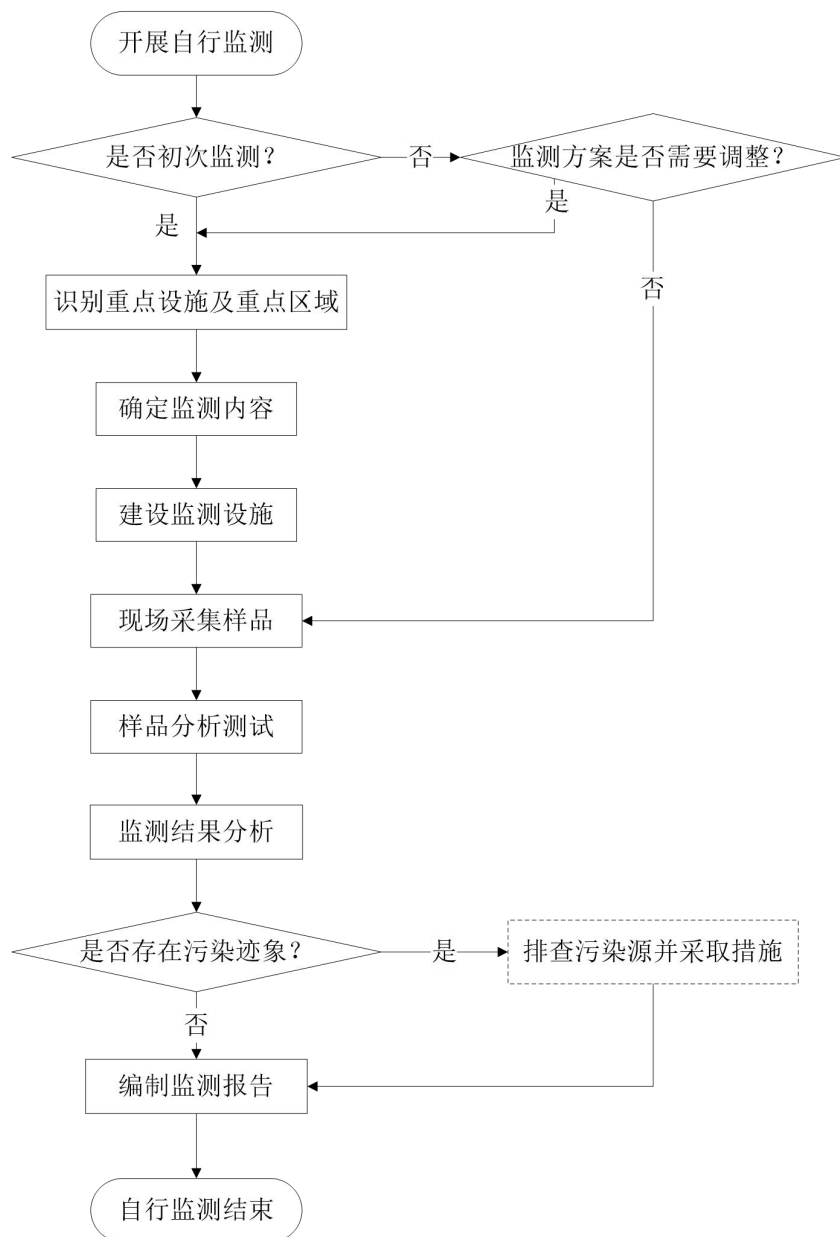 开展自行监测
是否初次监测？
否
监测方案是否需要调整？
是
是
识别重点设施及重点区域
否
确定监测内容
建设监测设施
现场采集样品
样品分析测试
监测结果分析
是否存在污染迹象？
是
排查污染源并采取措施
否
编制监测报告
自行监测结束